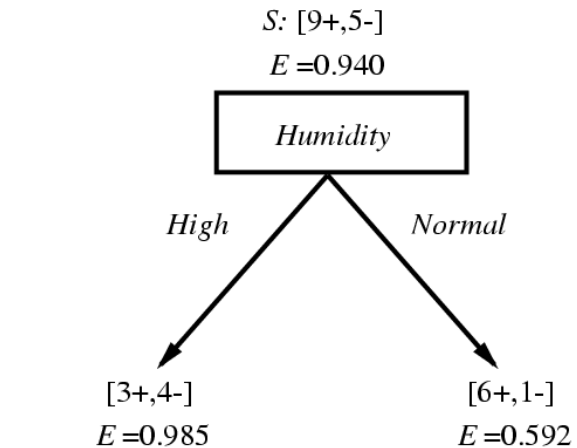 S: [9+,5-]
E =0.940
Humidity
High
Normal
[3+,4-]
[6+,1-]
E =0.985
E =0.592